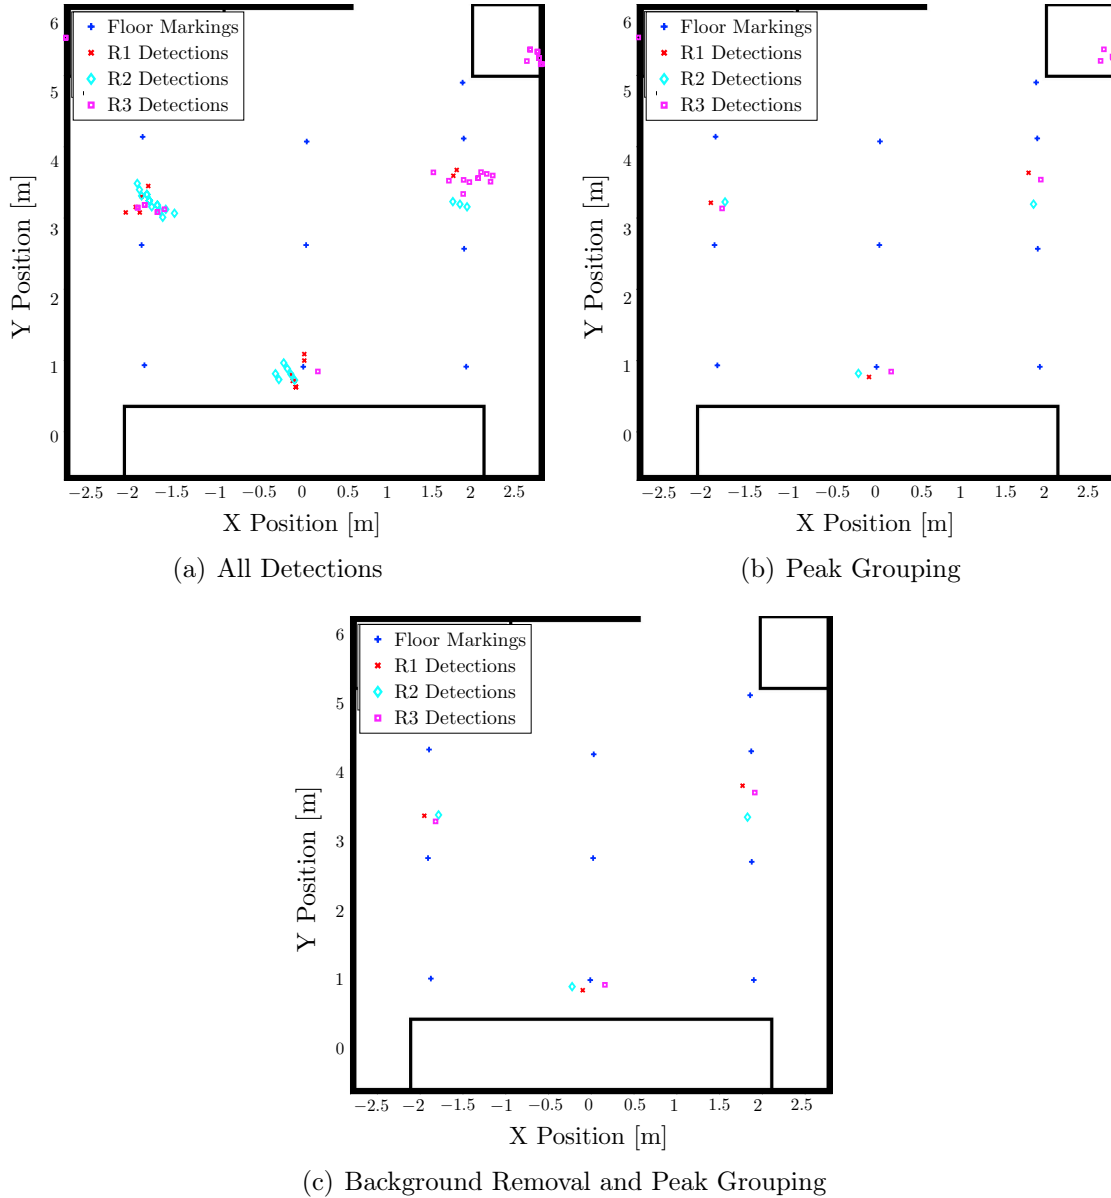 6
5
4
3
2
1
0
Y Position [m]
Floor Markings
R1 Detections
R2 Detections
R3 Detections
−2.5 −2 −1.5 −1 −0.5 0 0.5 1 1.5 2 2.5
X Position [m]
(a) All Detections
6
5
4
3
2
1
0
Y Position [m]
Floor Markings
R1 Detections
R2 Detections
R3 Detections
−2.5 −2 −1.5 −1 −0.5 0 0.5 1 1.5 2 2.5
X Position [m]
(b) Peak Grouping
6
5
4
3
2
1
0
Y Position [m]
Floor Markings
R1 Detections
R2 Detections
R3 Detections
−2.5 −2 −1.5 −1 −0.5 0 0.5 1 1.5 2 2.5
X Position [m]
(c) Background Removal and Peak Grouping